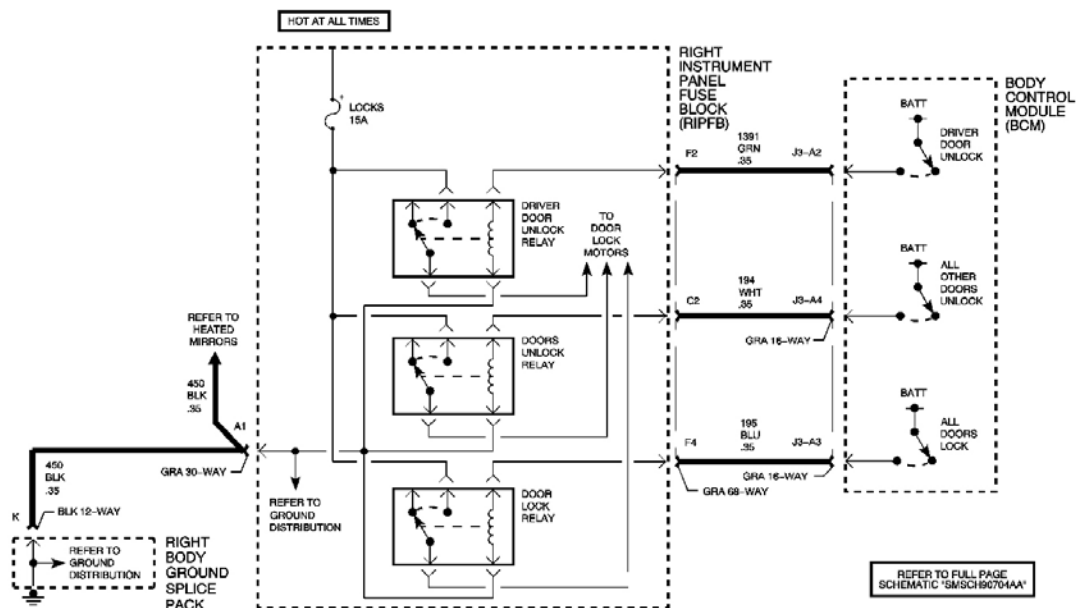 HOT AT ALL TIMES
LOCKS
15A
RIGHT
INSTRUMENT
PANEL
FUSE
BLOCK
(RIPFB)
BODY
CONTROL
MODULE
(BCM)
F2
1391
GRN
.35
J3-A2
BATT
DRIVER
DOOR
UNLOCK
DRIVER
DOOR
UNLOCK
RELAY
TO
DOOR
LOCK
MOTORS
C2
194
WHT
.35
J3-A4
GRA 16-WAY
BATT
ALL
OTHER
DOORS
UNLOCK
REFER TO
HEATED
MIRRORS
DOORS
UNLOCK
RELAY
450
BLK
.35
A1
GRA 30-WAY
F4
195
BLU
.35
J3-A3
GRA 16-WAY
GRA 68-WAY
BATT
ALL
DOORS
LOCK
450
BLK
.35
K
BLK 12-WAY
REFER TO
GROUND
DISTRIBUTION
DOOR
LOCK
RELAY
REFER TO
GROUND
DISTRIBUTION
RIGHT
BODY
GROUND
SPLICE
PACK
REFER TO FULL PAGE
SCHEMATIC "SMSCH90704AA"